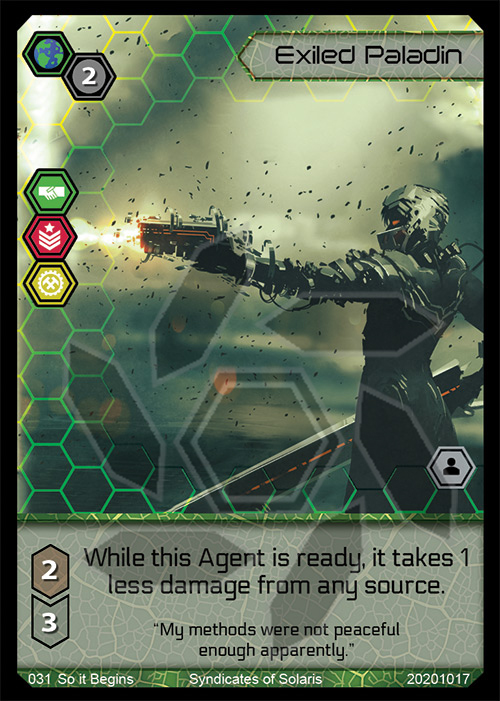 Exiled Paladin
2
While this Agent is ready, it takes 1
less damage from any source.
2
3
“My methods were not peaceful
enough apparently.”
031 So it Begins Syndicates of Solaris 20201017